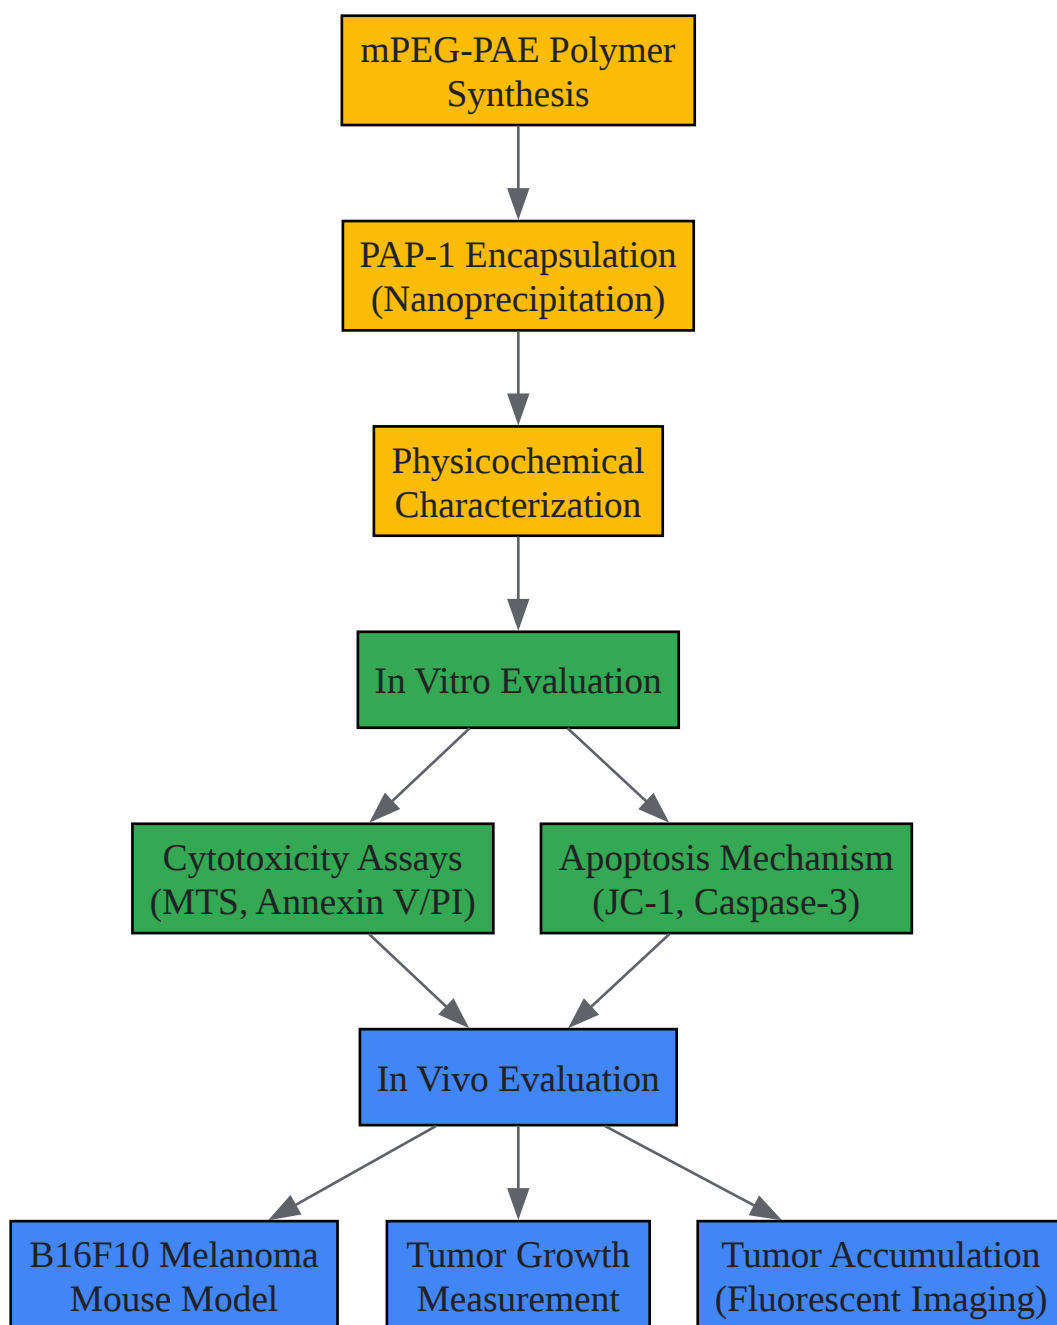 mPEG-PAE Polymer
Synthesis
PAP-1 Encapsulation
(Nanoprecipitation)
Physicochemical
Characterization
In Vitro Evaluation
Cytotoxicity Assays
(MTS, Annexin V/PI)
Apoptosis Mechanism
(JC-1, Caspase-3)
In Vivo Evaluation
B16F10 Melanoma
Mouse Model
Tumor Growth
Measurement
Tumor Accumulation
(Fluorescent Imaging)